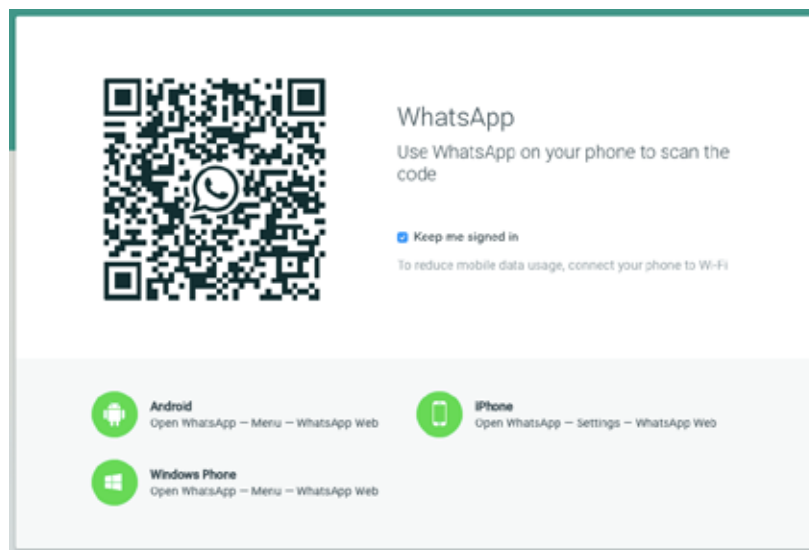 WhatsApp
Use WhatsApp on your phone to scan the
code
Keep me signed in
To reduce mobile data usage, connect your phone to Wi-Fi
Android
Open WhatsApp — Menu — WhatsApp Web
iPhone
Open WhatsApp — Settings — WhatsApp Web
Windows Phone
Open WhatsApp — Menu — WhatsApp Web